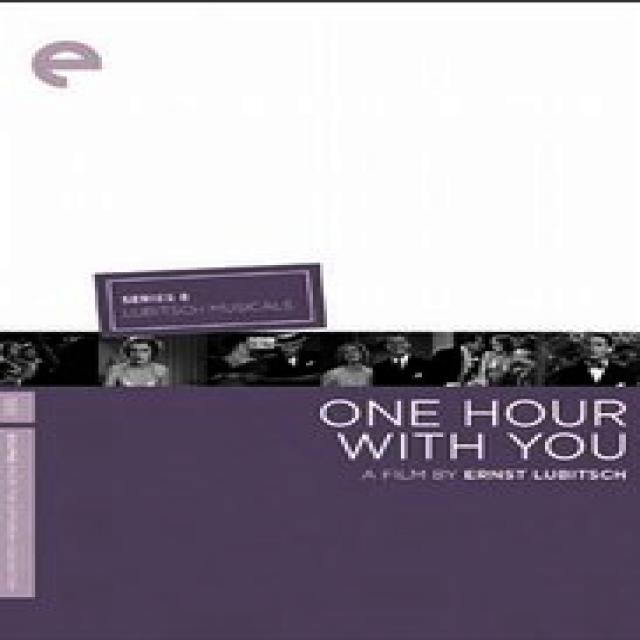 e
SERIES 8
LUBITSCH MUSICALS
ONE HOUR
WITH YOU
A FILM BY ERNST LUBITSCH